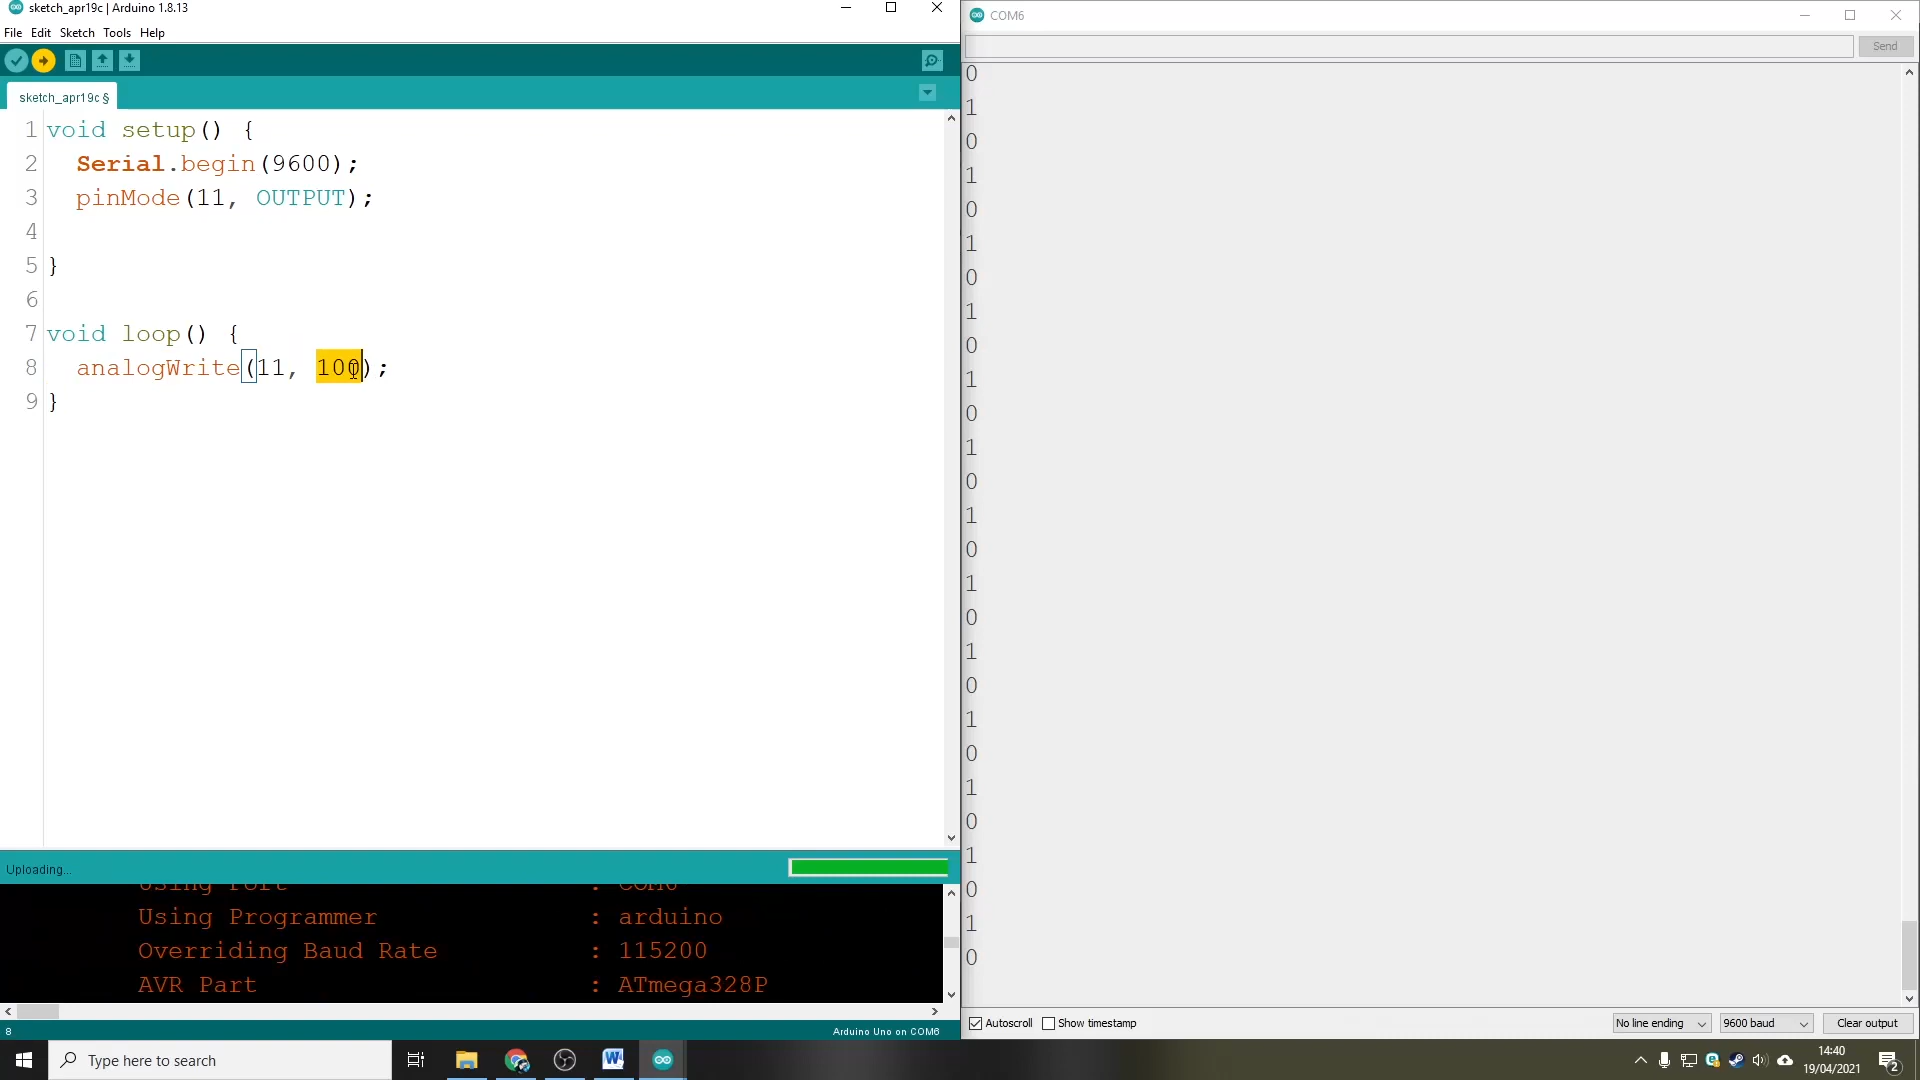 sketch_apr19c | Arduino 1.8.13
File Edit Sketch Tools Help
sketch_apr19c §
1 void setup() {
2 Serial.begin(9600);
3 pinMode(11, OUTPUT);
4
5 }
6
7 void loop() {
8 analogWrite(11, 100);
9 }
Uploading...
Using Port : COM6
Using Programmer : arduino
Overriding Baud Rate : 115200
AVR Part : ATmega328P
8 Arduino Uno on COM6
COM6
Send
0
1
0
1
0
1
0
1
0
1
0
1
0
1
0
1
0
1
0
1
0
1
0
1
0
1
0
Autoscroll Show timestamp No line ending 9600 baud Clear output
Type here to search
14:40
19/04/2021
2